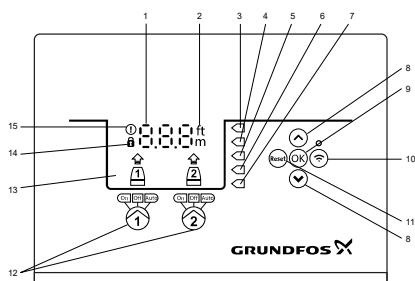 1 2 3 4 5 6 7
8
9
15 8.8.8 ft
14 m
10
Reset OK
13 1 2
11
8
On Off Auto On Off Auto
1 2
12
GRUNDFOS